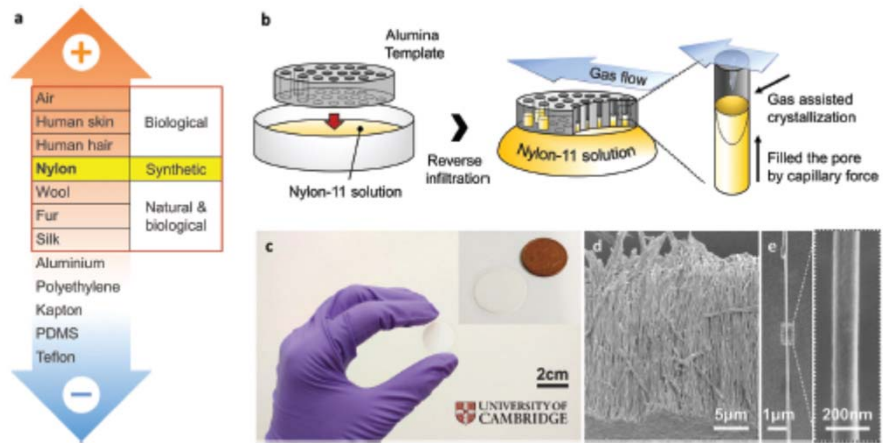 a
+
Air
Biological
Human skin
Human hair
Nylon
Synthetic
Wool
Natural &
biological
Fur
Silk
Aluminium
Polyethylene
Kapton
PDMS
Teflon
−
b
Alumina
Template
Nylon-11 solution
Reverse
infiltration
Gas flow
Nylon-11 solution
Gas assisted
crystallization
Filled the pore
by capillary force
c
2cm
UNIVERSITY OF
CAMBRIDGE
d
5μm
e
1μm
200nm